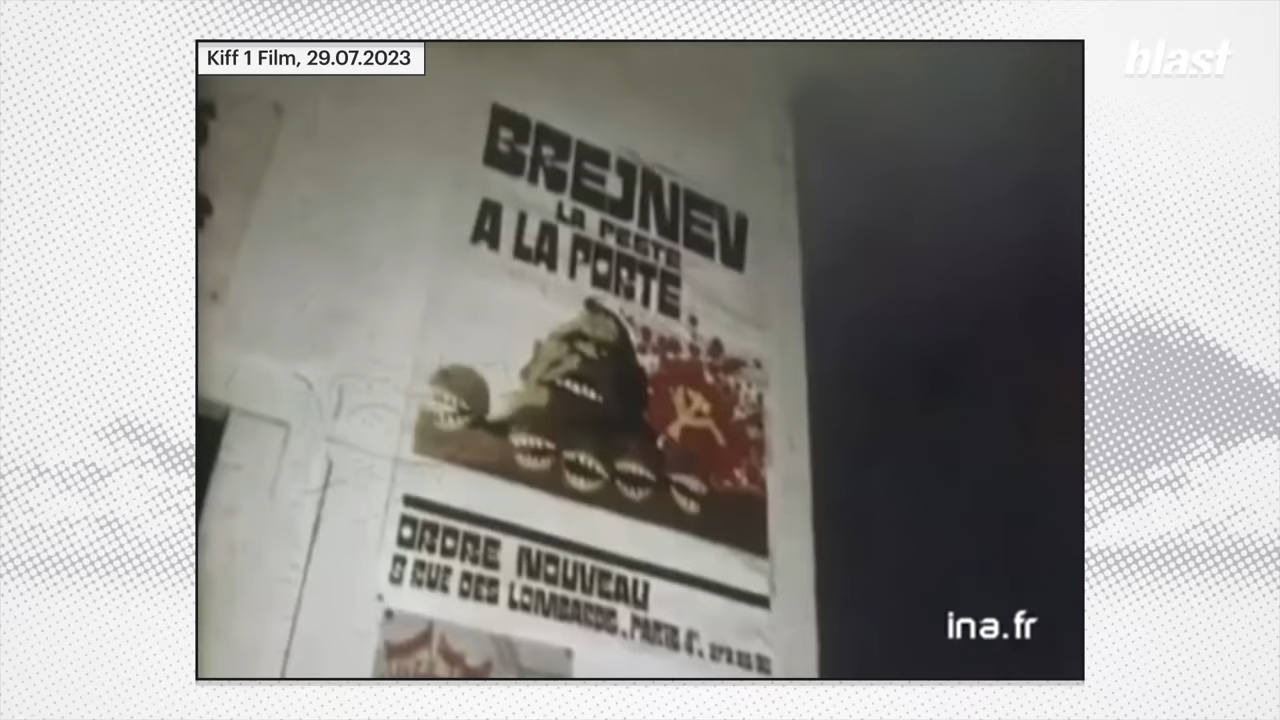 Kiff 1 Film, 29.07.2023
blast
BREJNEV
LA PESTE
A LA PORTE
ORDRE NOUVEAU
8 RUE DES LOMBARDS, PARIS 4e,
ina.fr